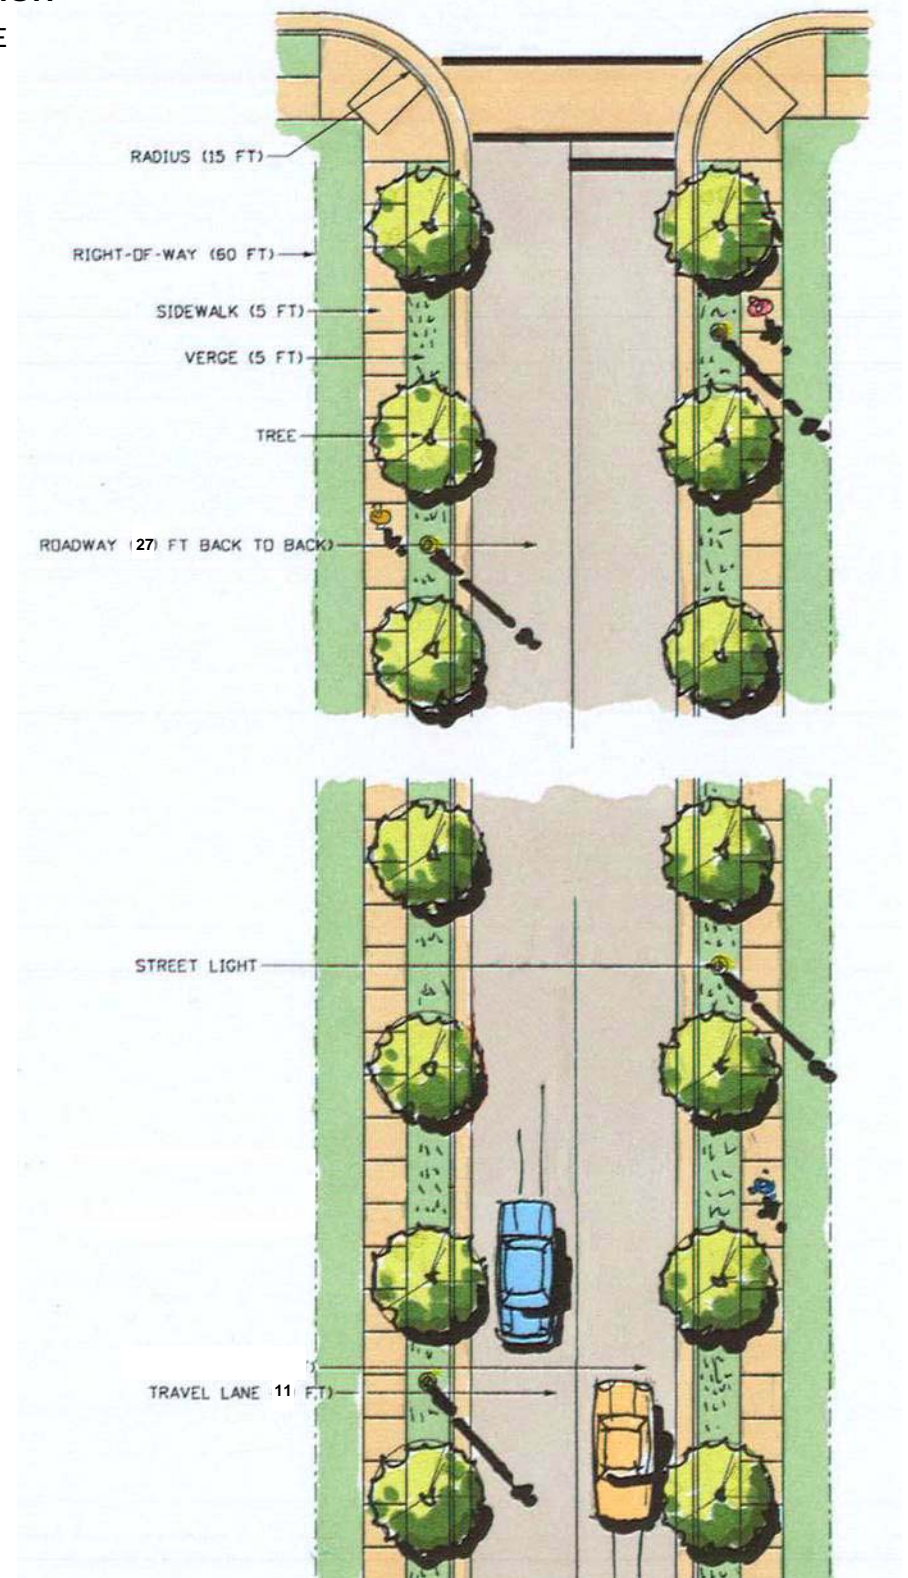 E
RADIUS (15 FT)
RIGHT-OF-WAY (60 FT)
SIDEWALK (5 FT)
VERGE (5 FT)
TREE
ROADWAY (27) FT BACK TO BACK)
STREET LIGHT
)
TRAVEL LANE (11 FT)